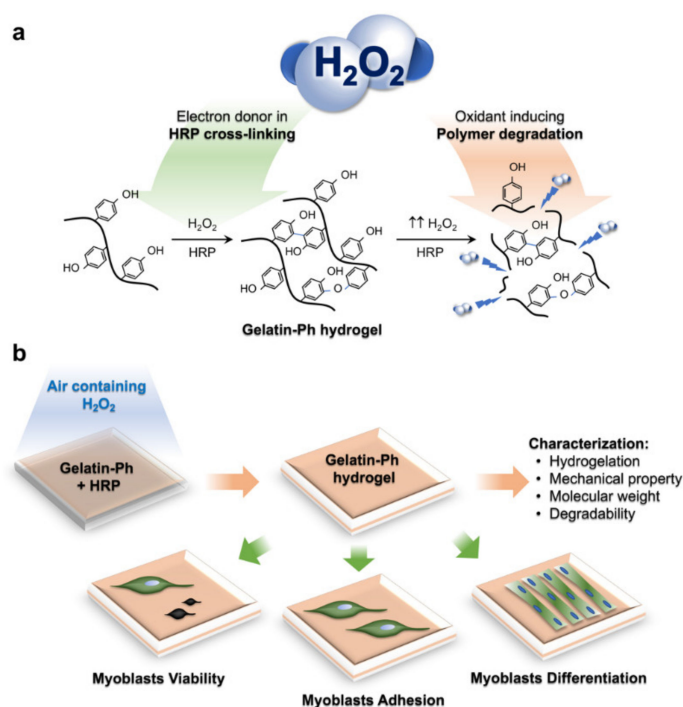 a
H2O2
Electron donor in
HRP cross-linking
Oxidant inducing
Polymer degradation
OH
OH
HO
OH
H2O2
HRP
OH
OH
HO
OH
HO
OH
O
Gelatin-Ph hydrogel
↑↑ H2O2
HRP
OH
OH
HO
OH
O
b
Air containing
H2O2
Gelatin-Ph
+ HRP
Gelatin-Ph
hydrogel
Characterization:
• Hydrogelation
• Mechanical property
• Molecular weight
• Degradability
Myoblasts Viability
Myoblasts Adhesion
Myoblasts Differentiation